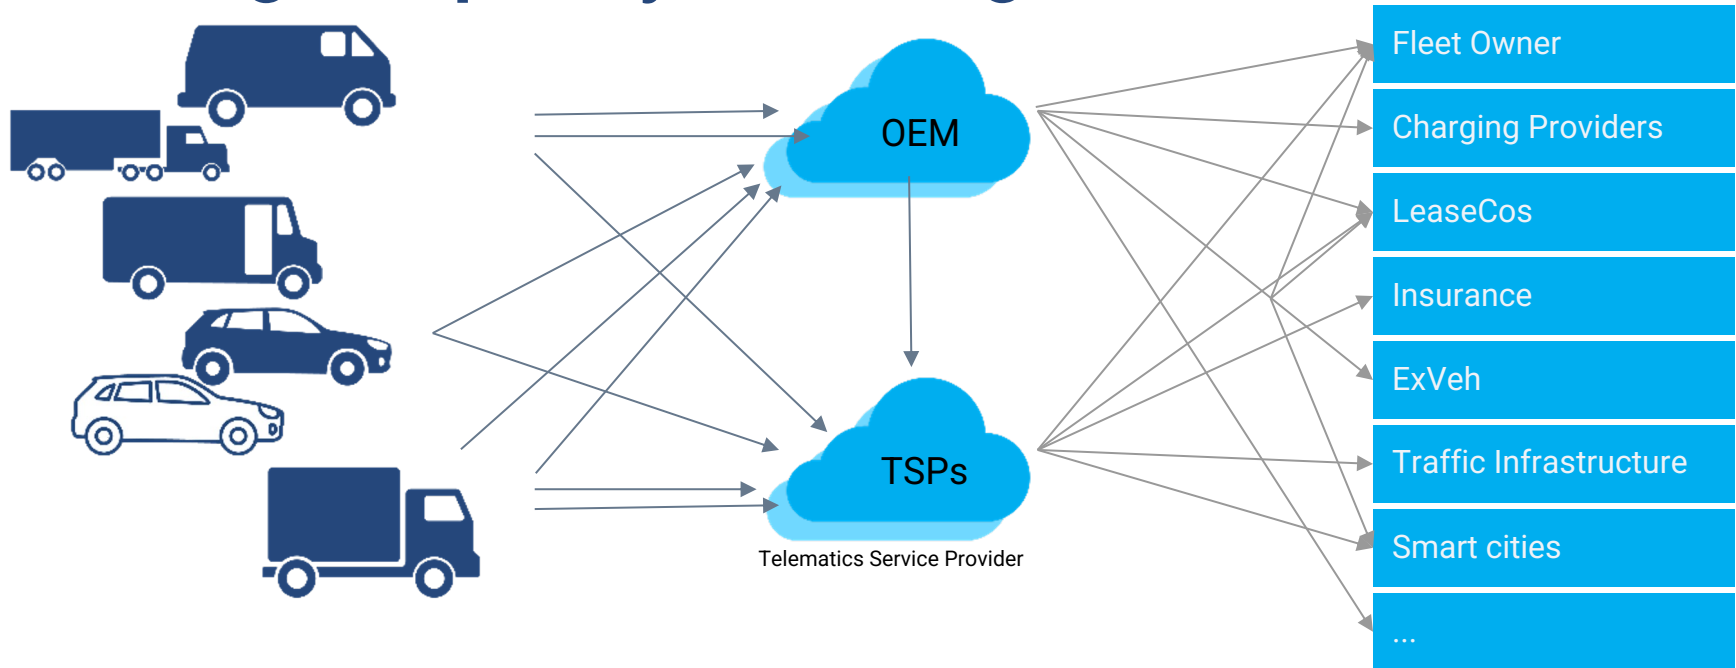 OEM
TSPs
Telematics Service Provider
Fleet Owner
Charging Providers
LeaseCos
Insurance
ExVeh
Traffic Infrastructure
Smart cities
...